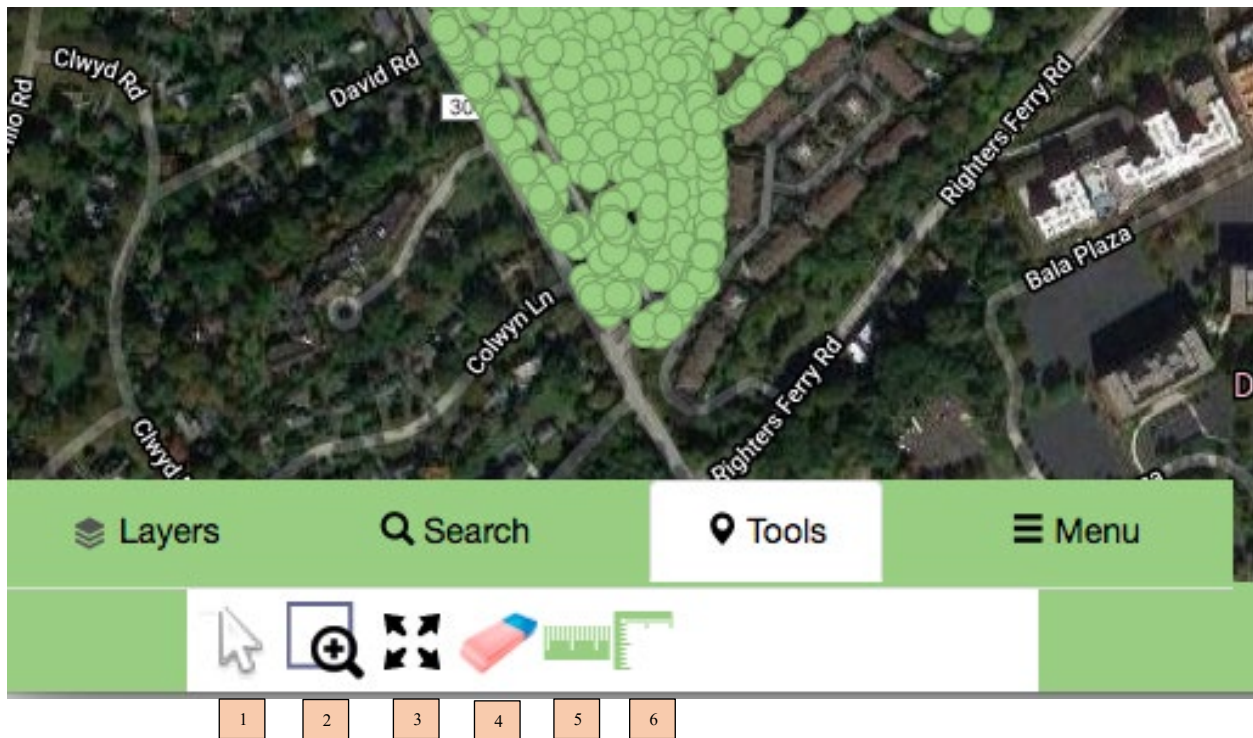 Clwyd Rd
David Rd
30
Righters Ferry Rd
Bala Plaza
Colwyn Ln
D
Righters Ferry Rd
Clwyd
Layers
Search
Tools
Menu
1
2
3
4
5
6